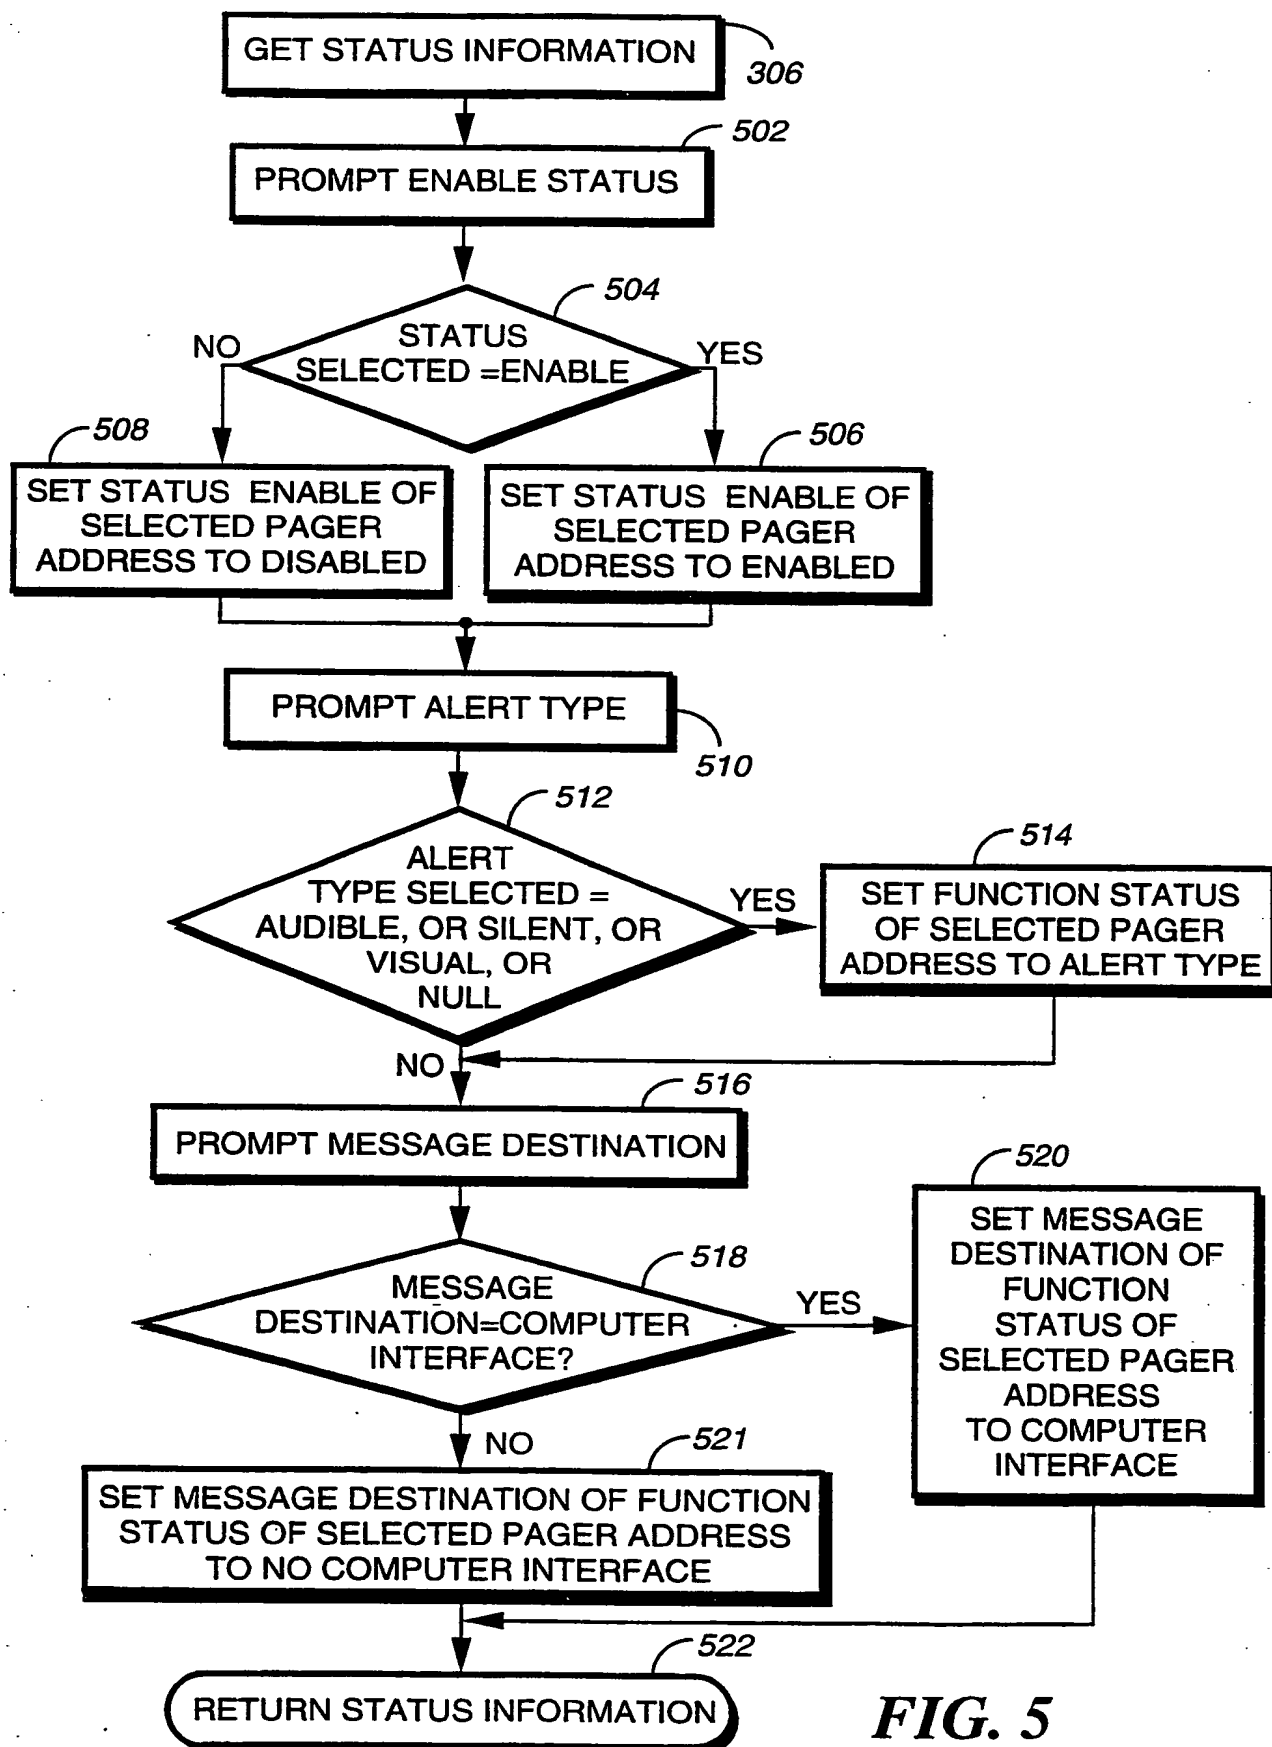 GET STATUS INFORMATION
306
502
PROMPT ENABLE STATUS
504
STATUS
SELECTED =ENABLE
NO
YES
508
506
SET STATUS ENABLE OF
SELECTED PAGER
ADDRESS TO DISABLED
SET STATUS ENABLE OF
SELECTED PAGER
ADDRESS TO ENABLED
PROMPT ALERT TYPE
510
512
ALERT
TYPE SELECTED =
AUDIBLE, OR SILENT, OR
VISUAL, OR
NULL
YES
514
SET FUNCTION STATUS
OF SELECTED PAGER
ADDRESS TO ALERT TYPE
NO
516
PROMPT MESSAGE DESTINATION
518
MESSAGE
DESTINATION=COMPUTER
INTERFACE?
YES
520
SET MESSAGE
DESTINATION OF
FUNCTION
STATUS OF
SELECTED PAGER
ADDRESS
TO COMPUTER
INTERFACE
NO
521
SET MESSAGE DESTINATION OF FUNCTION
STATUS OF SELECTED PAGER ADDRESS
TO NO COMPUTER INTERFACE
522
RETURN STATUS INFORMATION
FIG. 5